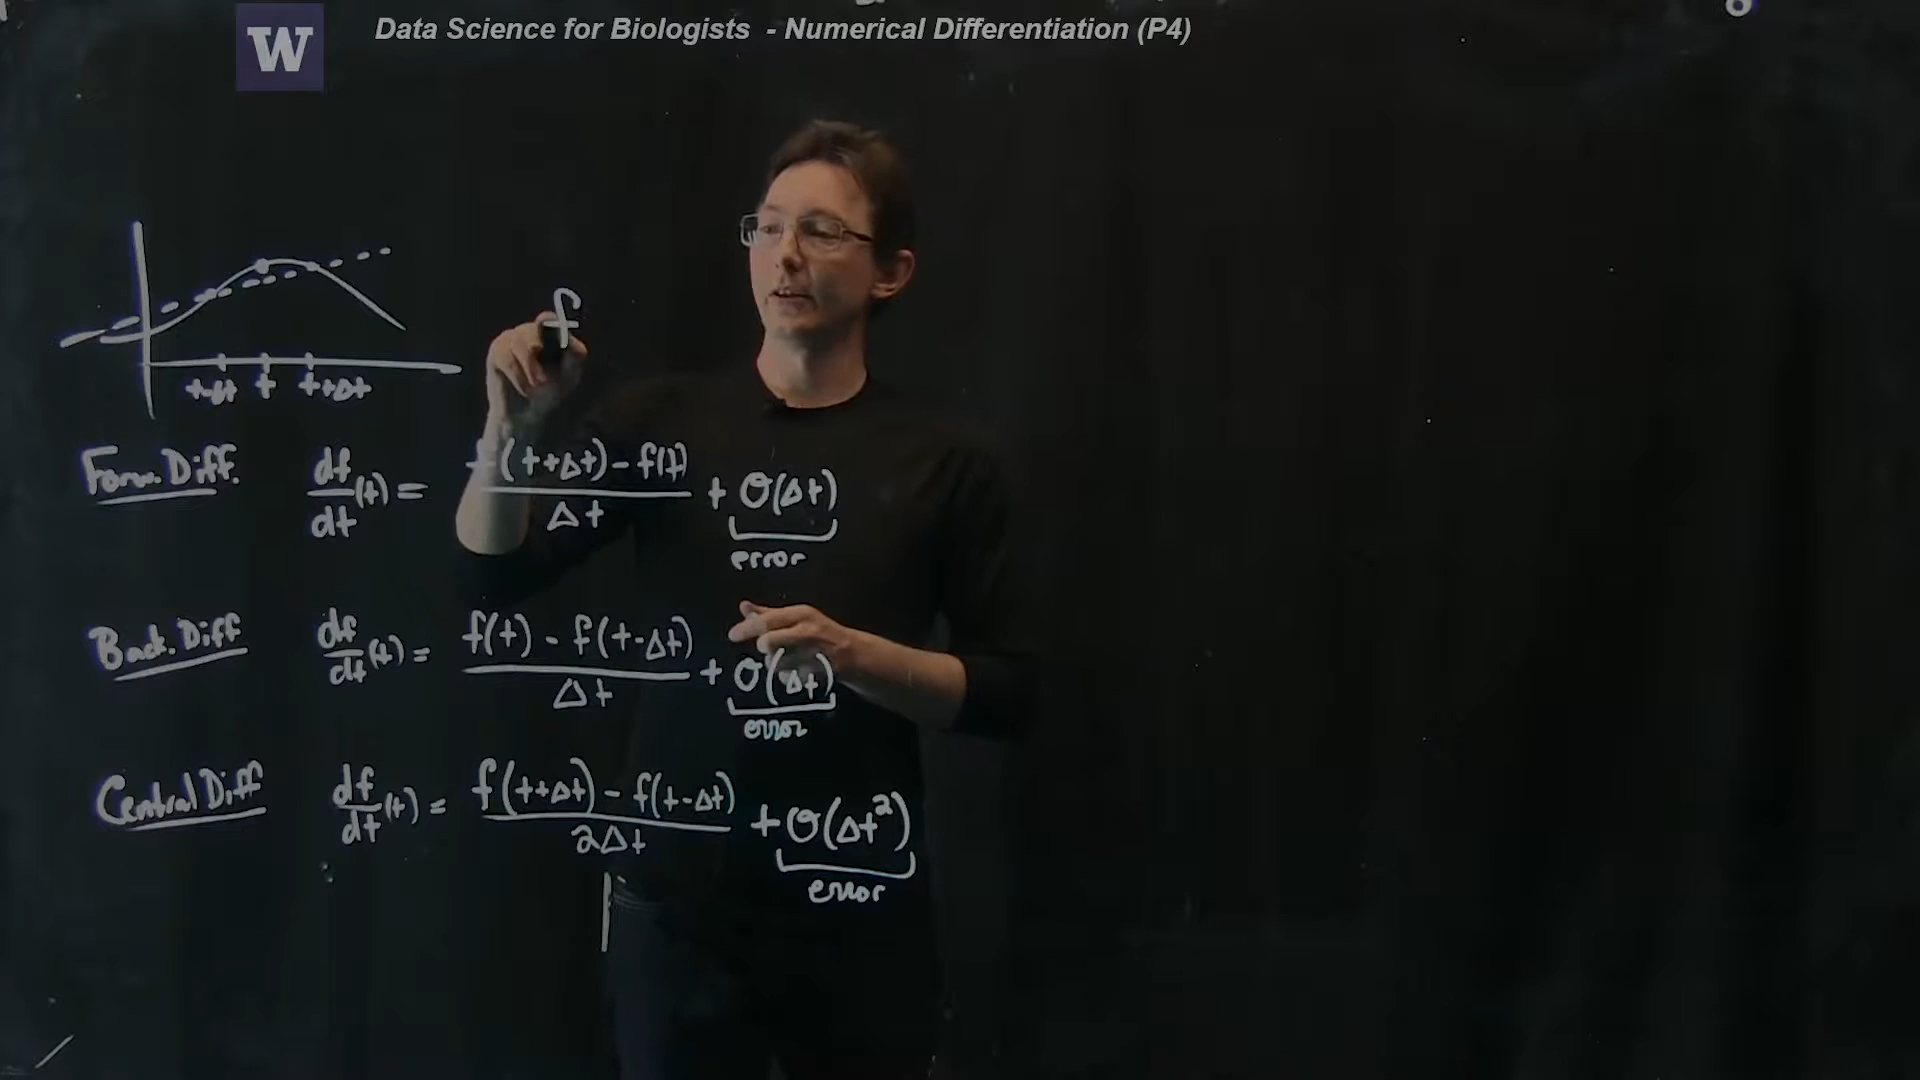 W
Data Science for Biologists - Numerical Differentiation (P4)
f
t-Δt t t+Δt
Forw. Diff. df/dt (t) = f(t+Δt) - f(t) / Δt + O(Δt)
error
Back. Diff df/dt (t) = f(t) - f(t-Δt) / Δt + O(Δt)
error
Central Diff df/dt (t) = f(t+Δt) - f(t-Δt) / 2Δt + O(Δt²)
error